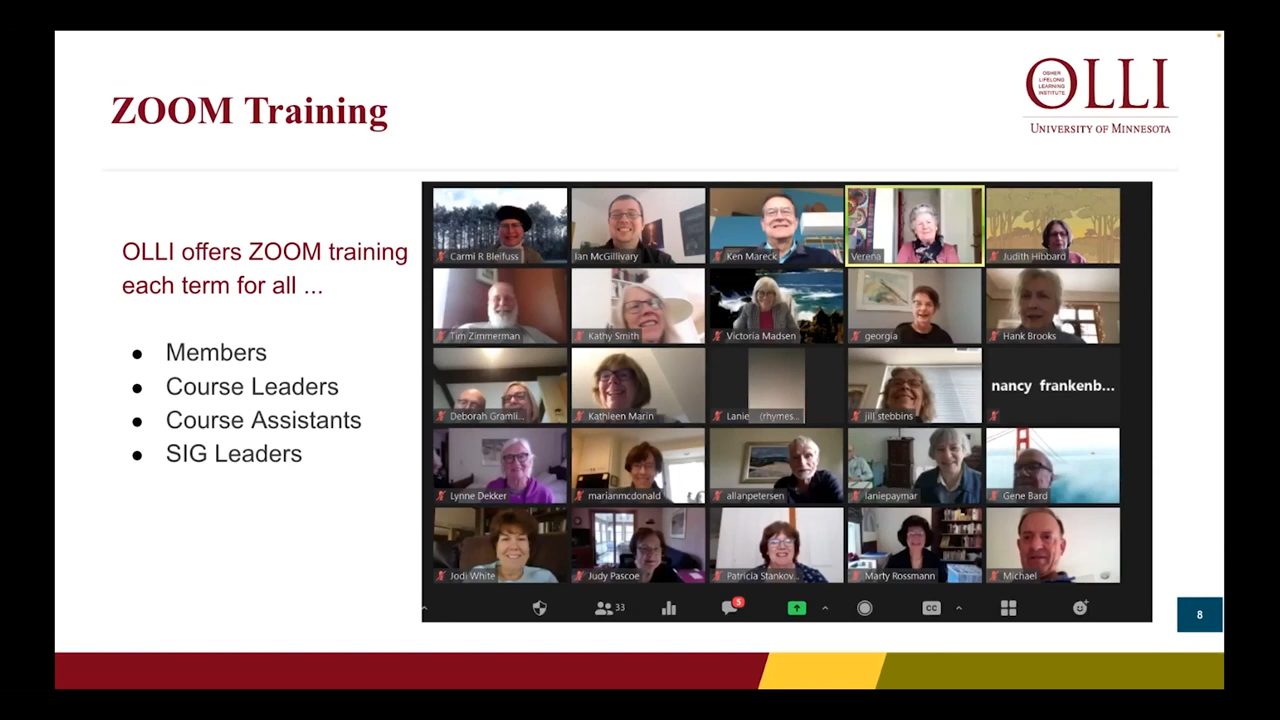 ZOOM Training
OLLI
OSHER
LIFELONG
LEARNING
INSTITUTE
UNIVERSITY OF MINNESOTA
OLLI offers ZOOM training
each term for all ...
● Members
● Course Leaders
● Course Assistants
● SIG Leaders
Carmi R Bleifuss
Ian McGillivary
Ken Mareck
Verena
Judith Hibbard
Tim Zimmerman
Kathy Smith
Victoria Madsen
georgia
Hank Brooks
Deborah Gramli...
Kathleen Marin
Lanie (rhymes...
jill stebbins
nancy frankenb...
Lynne Dekker
marianmcdonald
allanpetersen
laniepaymar
Gene Bard
Jodi White
Judy Pascoe
Patricia Stankov...
Marty Rossmann
Michael
33
5
CC
8